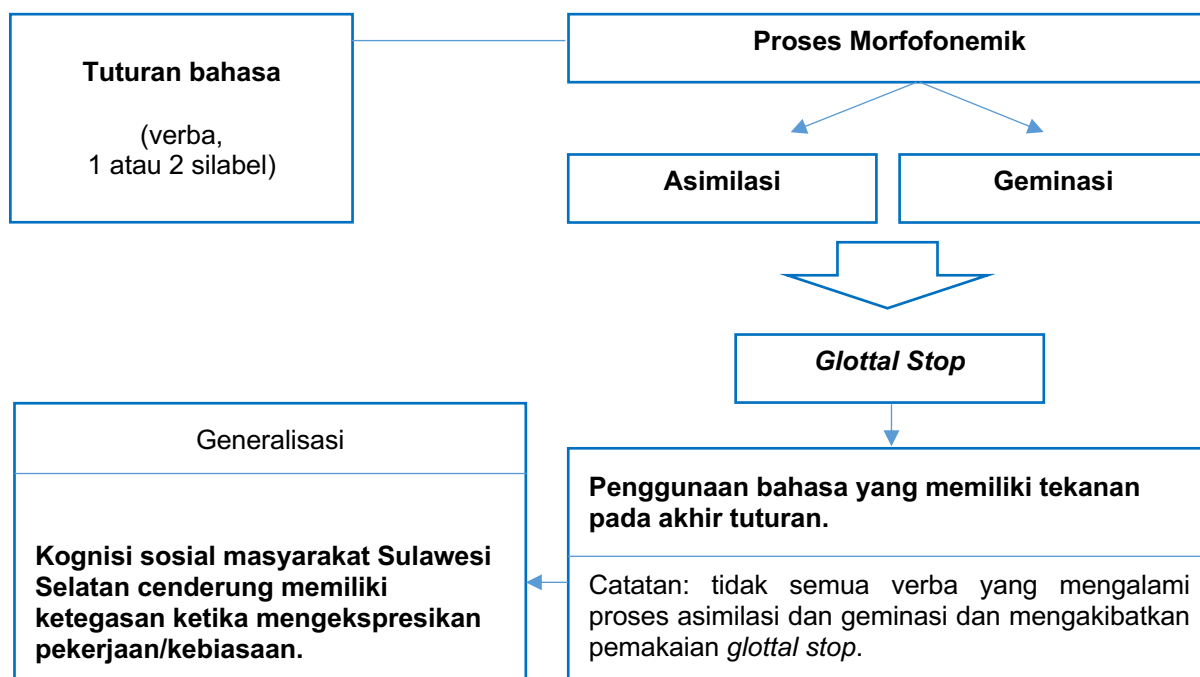 Tuturan bahasa
(verba,
1 atau 2 silabel)
Proses Morfofonemik
Asimilasi
Geminasi
Glottal Stop
Penggunaan bahasa yang memiliki tekanan
pada akhir tuturan.
Catatan: tidak semua verba yang mengalami
proses asimilasi dan geminasi dan mengakibatkan
pemakaian glottal stop.
Generalisasi
Kognisi sosial masyarakat Sulawesi
Selatan cenderung memiliki
ketegasan ketika mengekspresikan
pekerjaan/kebiasaan.